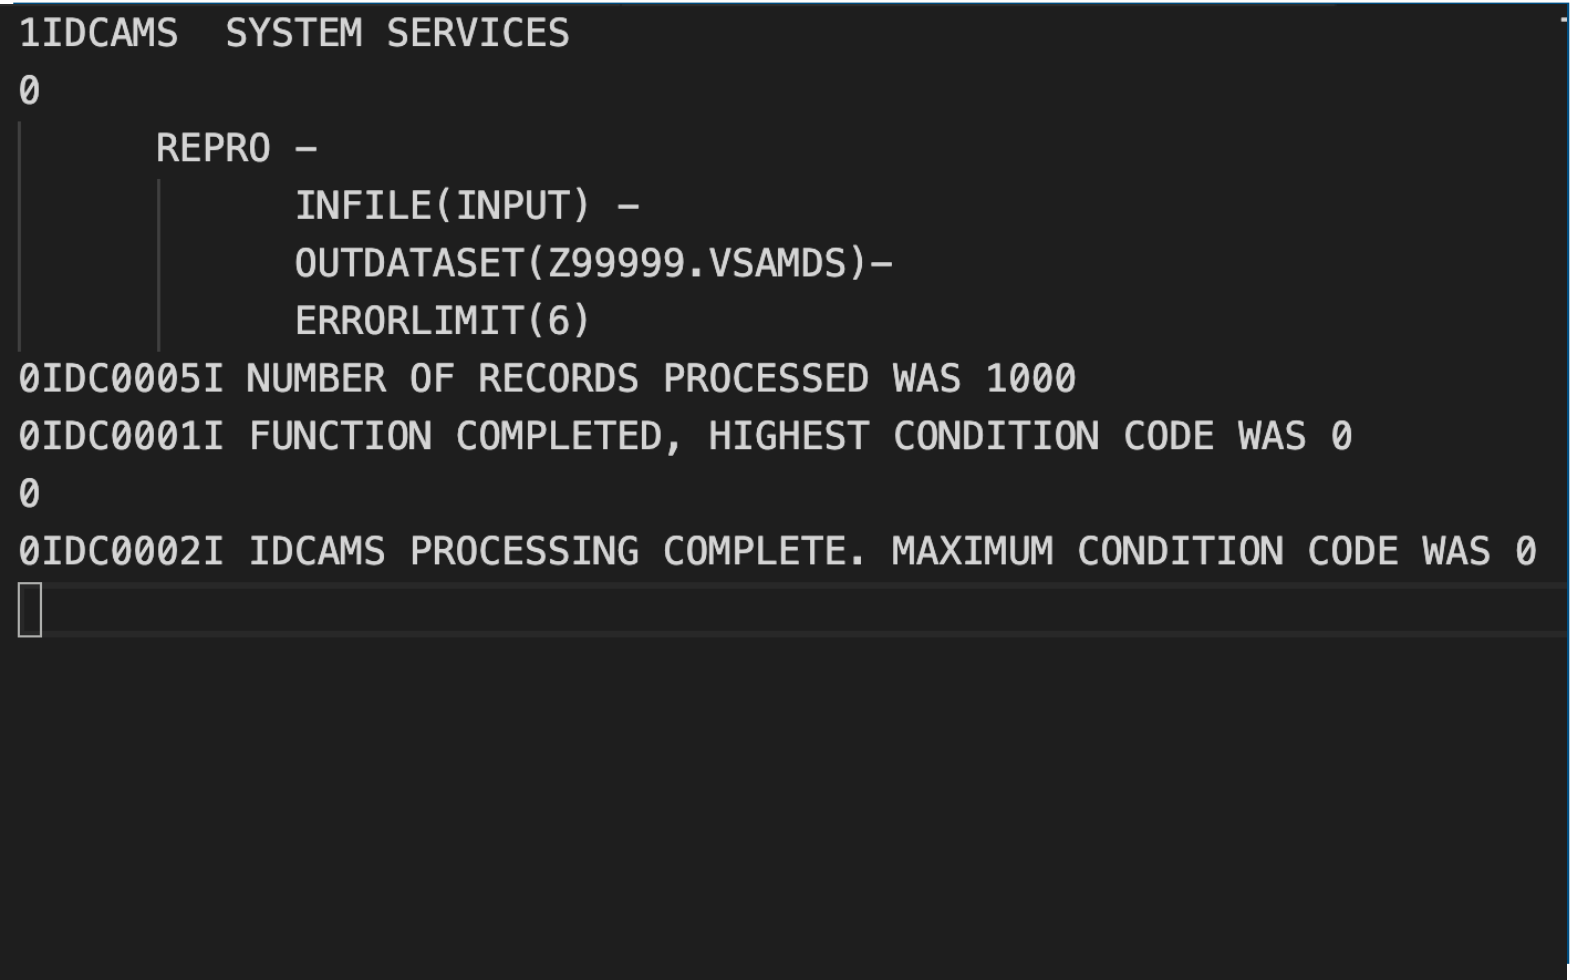 1IDCAMS  SYSTEM SERVICES
0
      REPRO -
            INFILE(INPUT) -
            OUTDATASET(Z99999.VSAMDS)-
            ERRORLIMIT(6)
0IDC0005I NUMBER OF RECORDS PROCESSED WAS 1000
0IDC0001I FUNCTION COMPLETED, HIGHEST CONDITION CODE WAS 0
0
0IDC0002I IDCAMS PROCESSING COMPLETE. MAXIMUM CONDITION CODE WAS 0